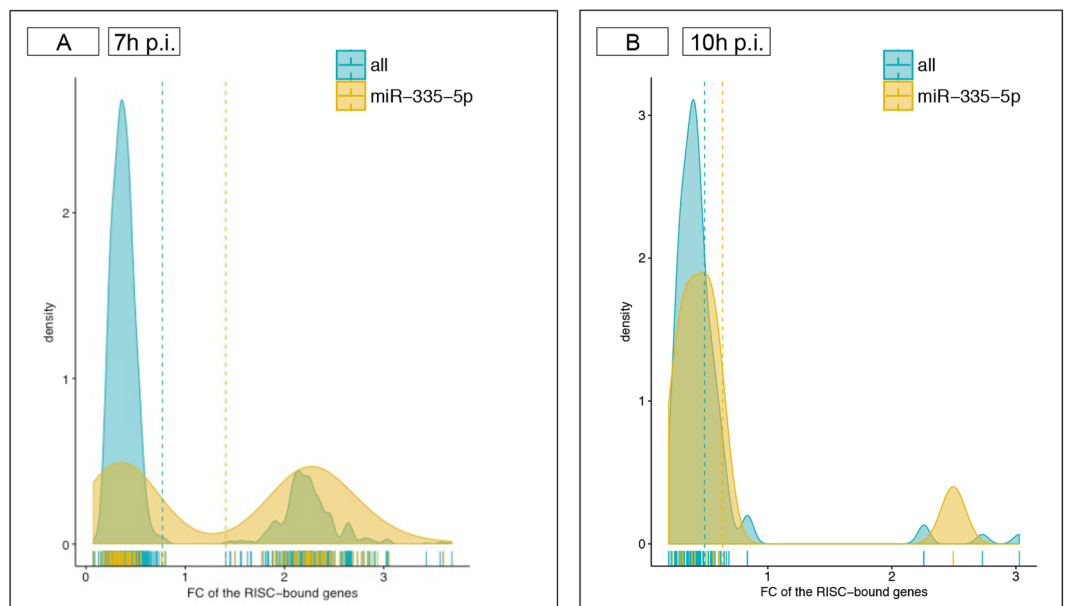 A 7h p.i.
all
miR−335−5p
2
1
0
density
0 1 2 3
FC of the RISC−bound genes
B 10h p.i.
all
miR−335−5p
3
2
1
0
density
1 2 3
FC of the RISC−bound genes